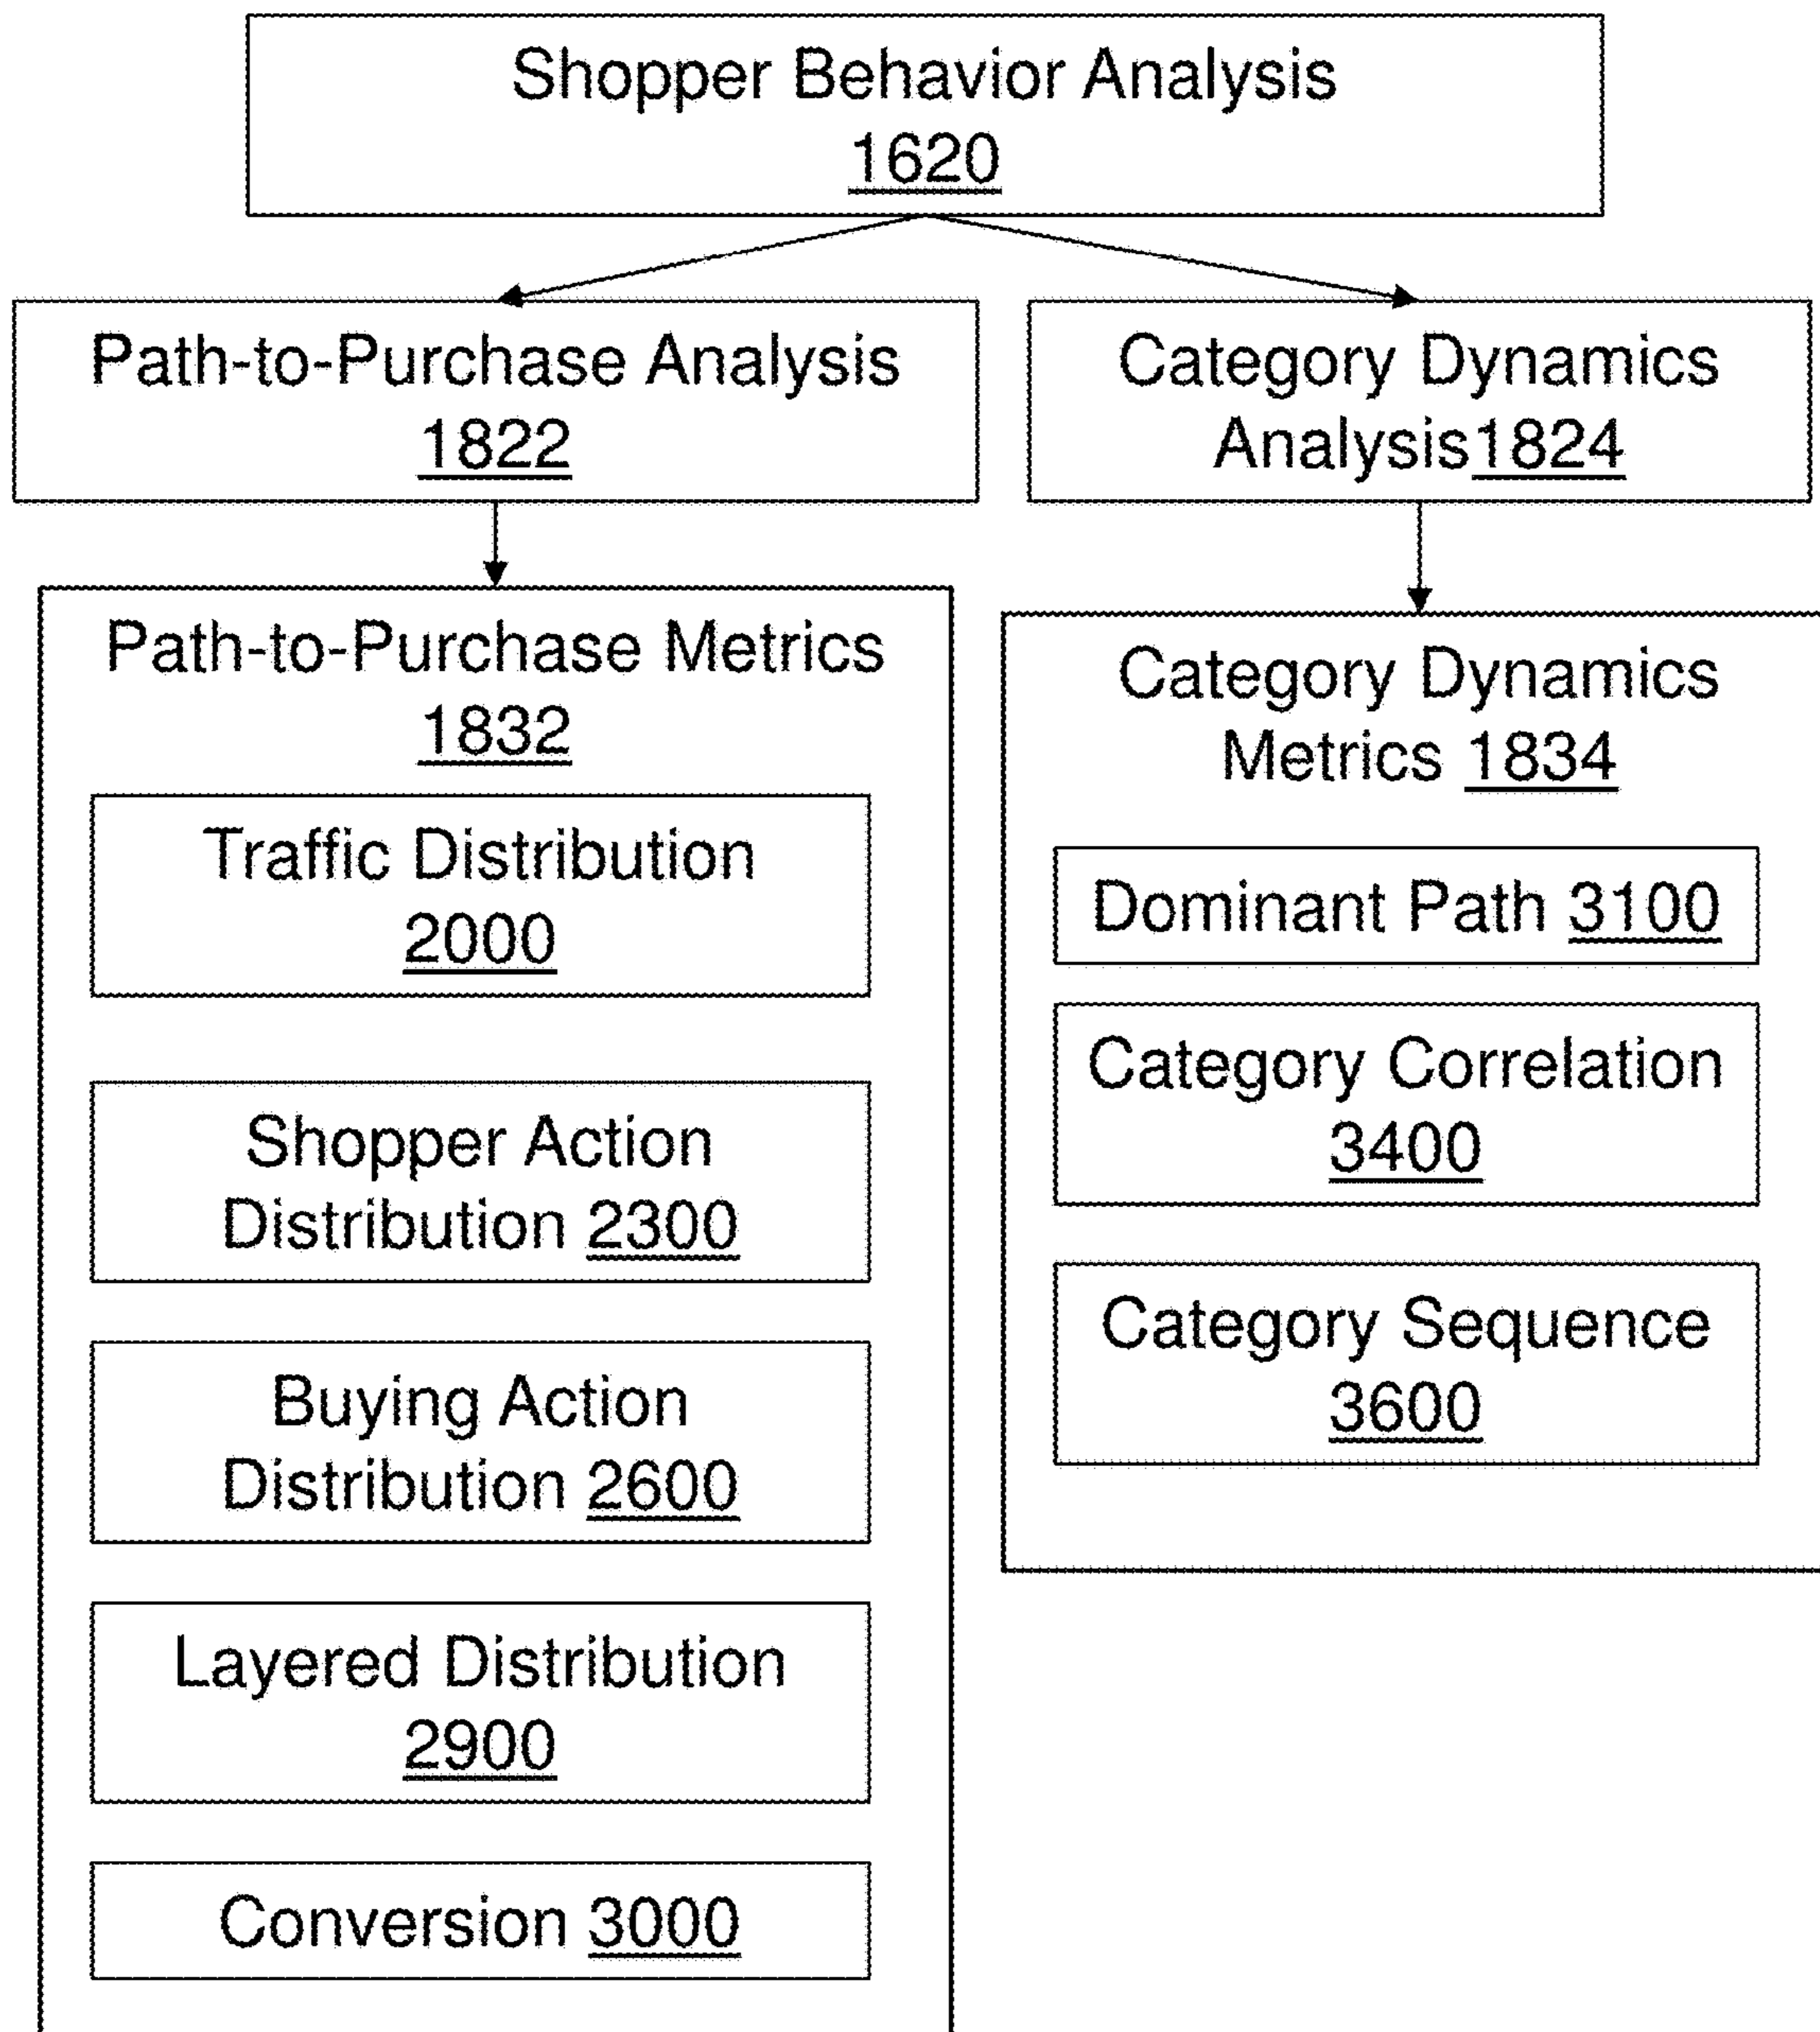 Shopper Behavior Analysis
1620
Path-to-Purchase Analysis
1822
Category Dynamics
Analysis1824
Path-to-Purchase Metrics
1832
Traffic Distribution
2000
Shopper Action
Distribution 2300
Buying Action
Distribution 2600
Layered Distribution
2900
Conversion 3000
Category Dynamics
Metrics 1834
Dominant Path 3100
Category Correlation
3400
Category Sequence
3600